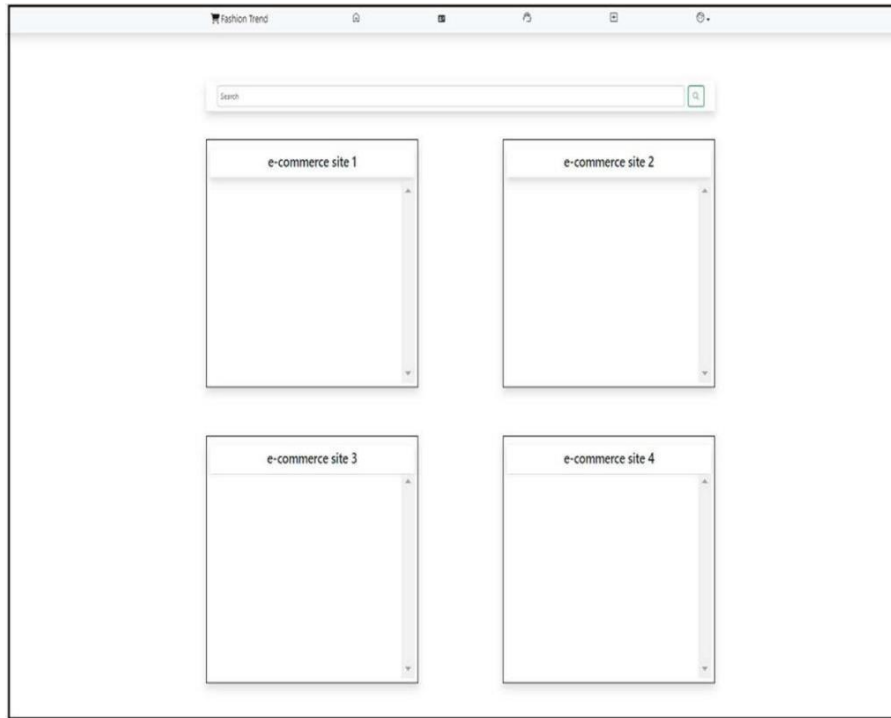 Fashion Trend
Search
e-commerce site 1
e-commerce site 2
e-commerce site 3
e-commerce site 4